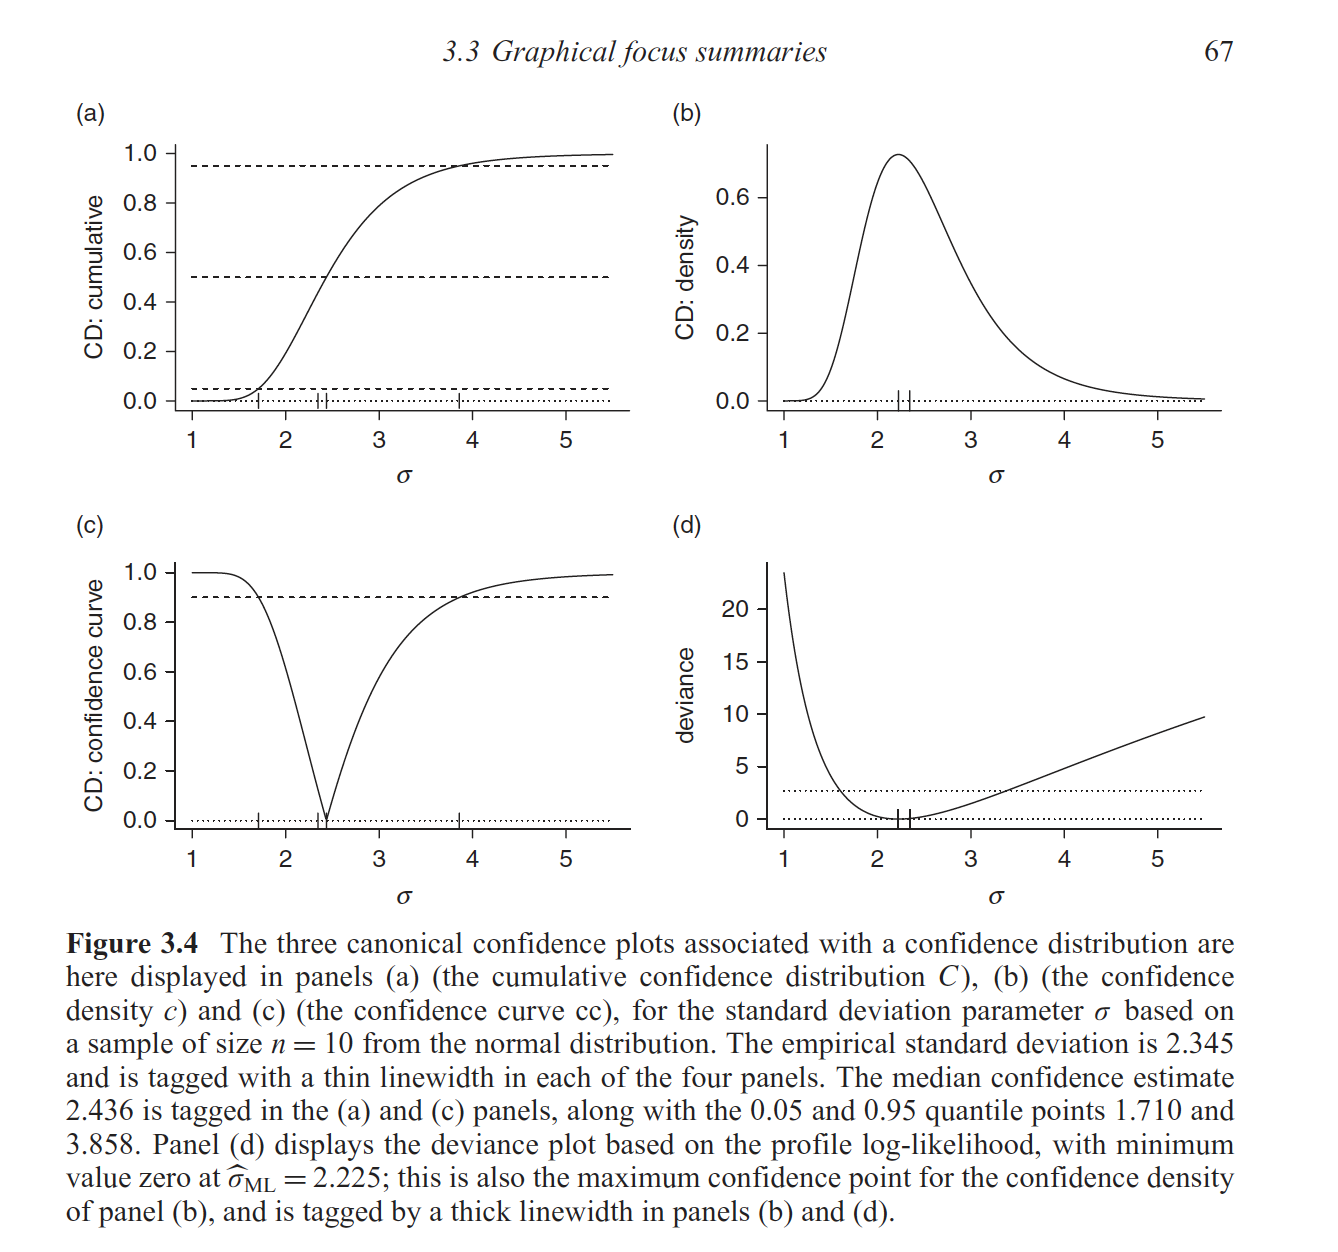 3.3 Graphical focus summaries 67
(a)
CD: cumulative
1.0
0.8
0.6
0.4
0.2
0.0
1 2 3 4 5
σ
(b)
CD: density
0.6
0.4
0.2
0.0
1 2 3 4 5
σ
(c)
CD: confidence curve
1.0
0.8
0.6
0.4
0.2
0.0
1 2 3 4 5
σ
(d)
deviance
20
15
10
5
0
1 2 3 4 5
σ
Figure 3.4 The three canonical confidence plots associated with a confidence distribution are
here displayed in panels (a) (the cumulative confidence distribution C), (b) (the confidence
density c) and (c) (the confidence curve cc), for the standard deviation parameter σ based on
a sample of size n = 10 from the normal distribution. The empirical standard deviation is 2.345
and is tagged with a thin linewidth in each of the four panels. The median confidence estimate
2.436 is tagged in the (a) and (c) panels, along with the 0.05 and 0.95 quantile points 1.710 and
3.858. Panel (d) displays the deviance plot based on the profile log-likelihood, with minimum
value zero at σ̂ML = 2.225; this is also the maximum confidence point for the confidence density
of panel (b), and is tagged by a thick linewidth in panels (b) and (d).